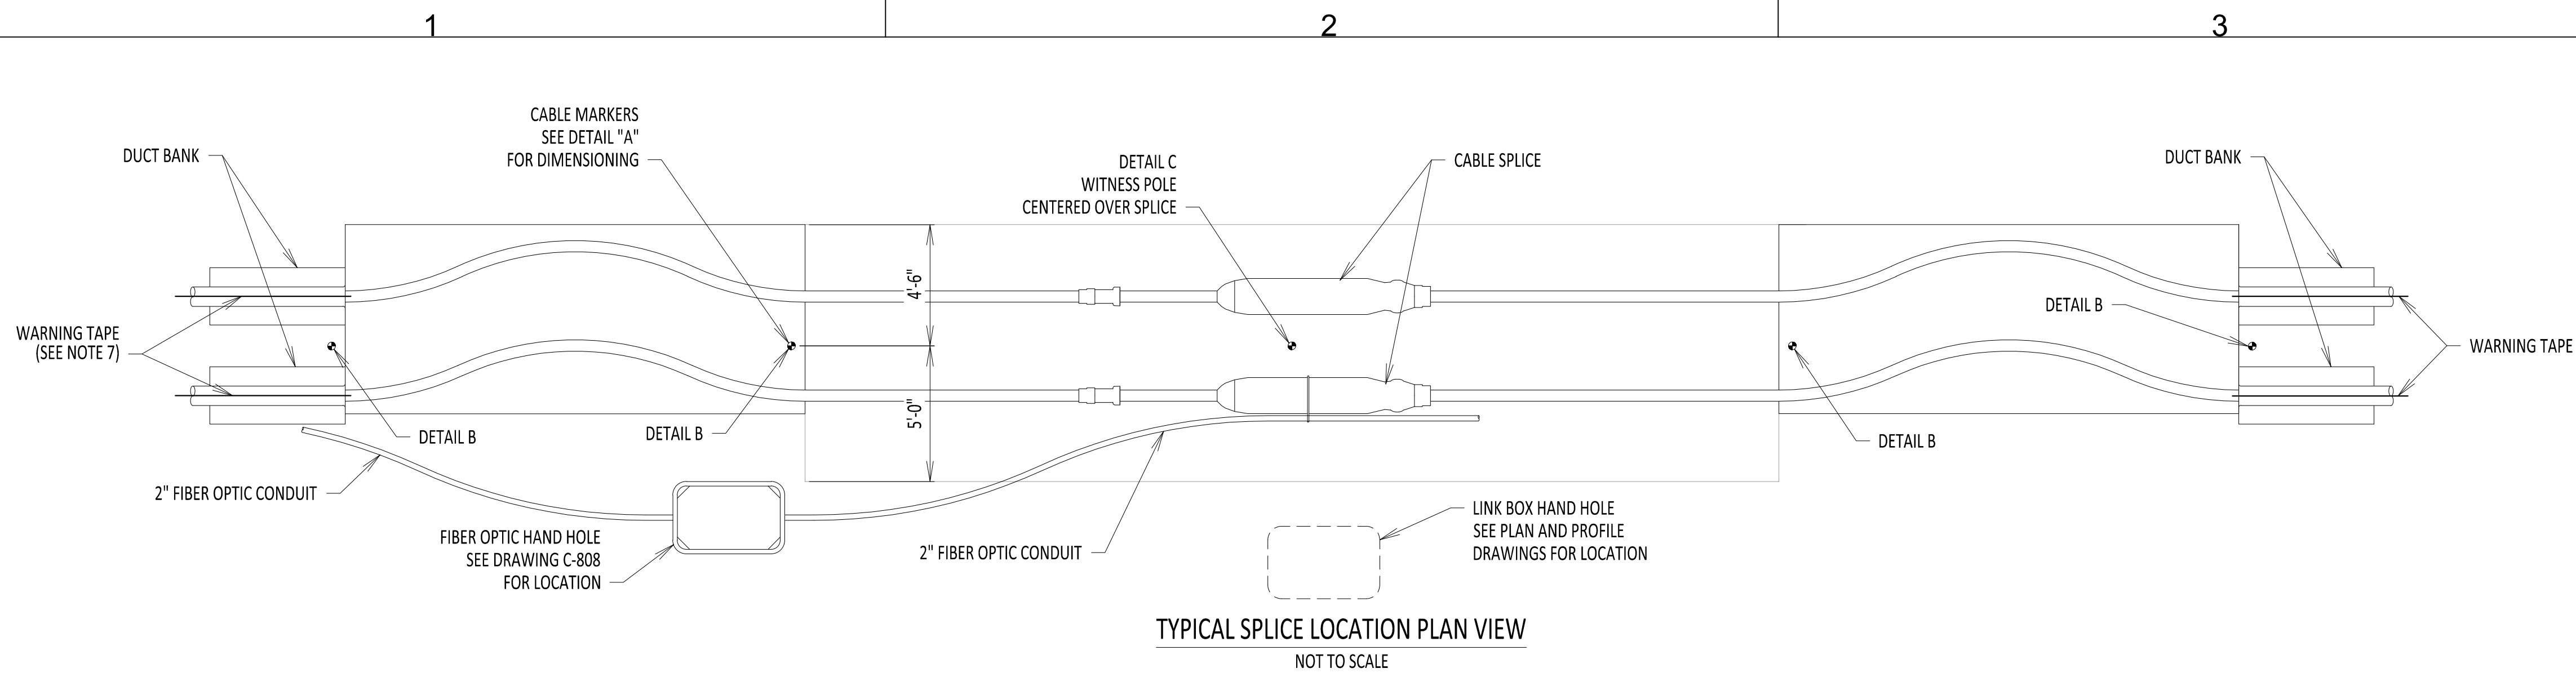 1
2
3
CABLE MARKERS
SEE DETAIL "A"
FOR DIMENSIONING
DUCT BANK
DETAIL C
WITNESS POLE
CENTERED OVER SPLICE
CABLE SPLICE
DUCT BANK
4'-6"
DETAIL B
WARNING TAPE
(SEE NOTE 7)
WARNING TAPE
5'-0"
DETAIL B
DETAIL B
DETAIL B
2" FIBER OPTIC CONDUIT
LINK BOX HAND HOLE
SEE PLAN AND PROFILE
DRAWINGS FOR LOCATION
FIBER OPTIC HAND HOLE
SEE DRAWING C-808
FOR LOCATION
2" FIBER OPTIC CONDUIT
TYPICAL SPLICE LOCATION PLAN VIEW
NOT TO SCALE